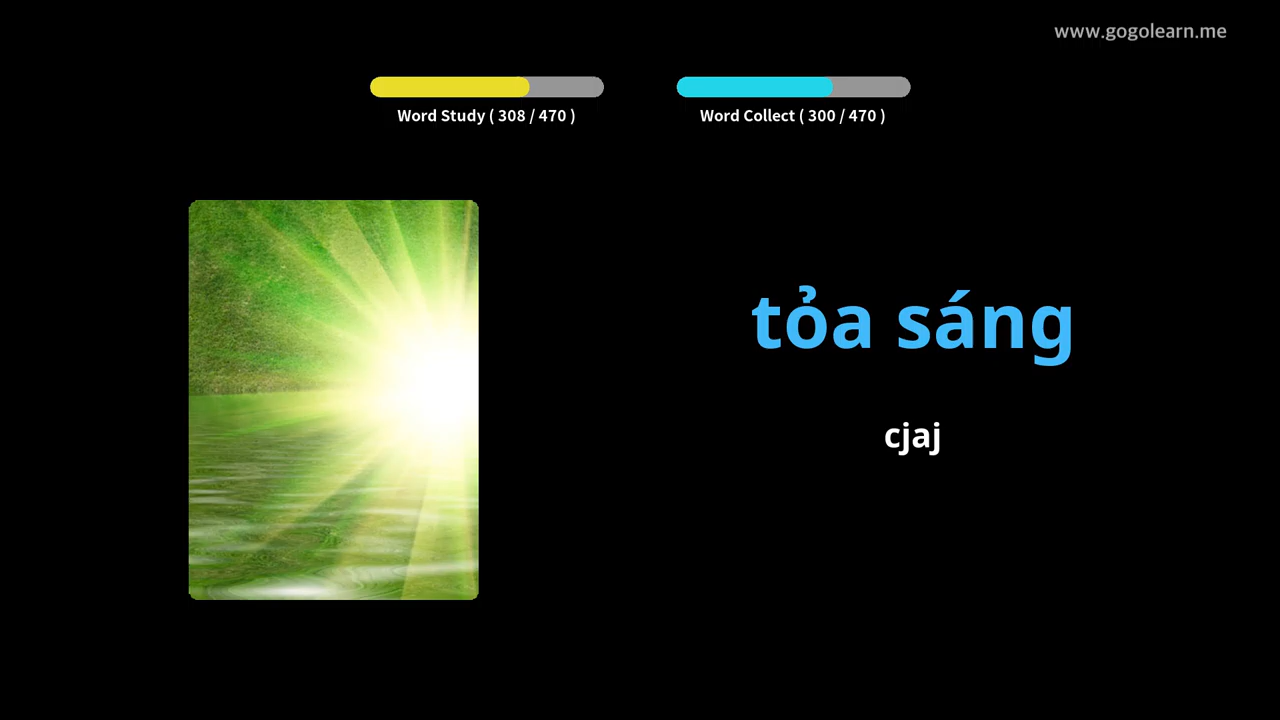 www.gogolearn.me
Word Study ( 308 / 470 )
Word Collect ( 300 / 470 )
tỏa sáng
cjaj